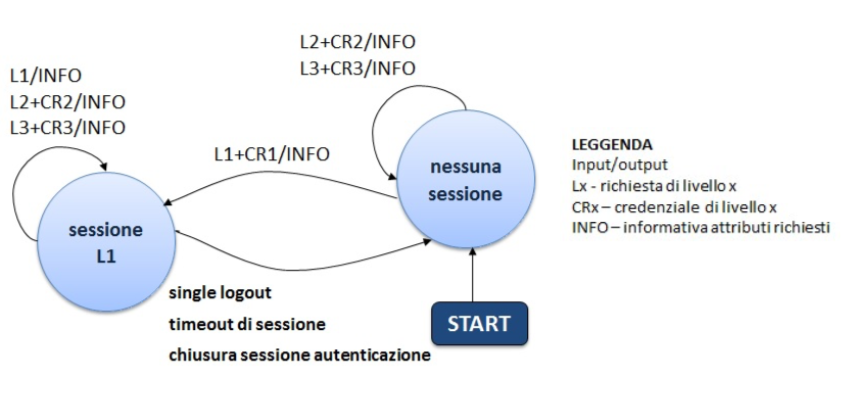 L2+CR2/INFO
L3+CR3/INFO
L1/INFO
L2+CR2/INFO
L3+CR3/INFO
L1+CR1/INFO
nessuna
sessione
sessione
L1
LEGGENDA
Input/output
Lx - richiesta di livello x
CRx – credenziale di livello x
INFO – informativa attributi richiesti
single logout
timeout di sessione
chiusura sessione autenticazione
START